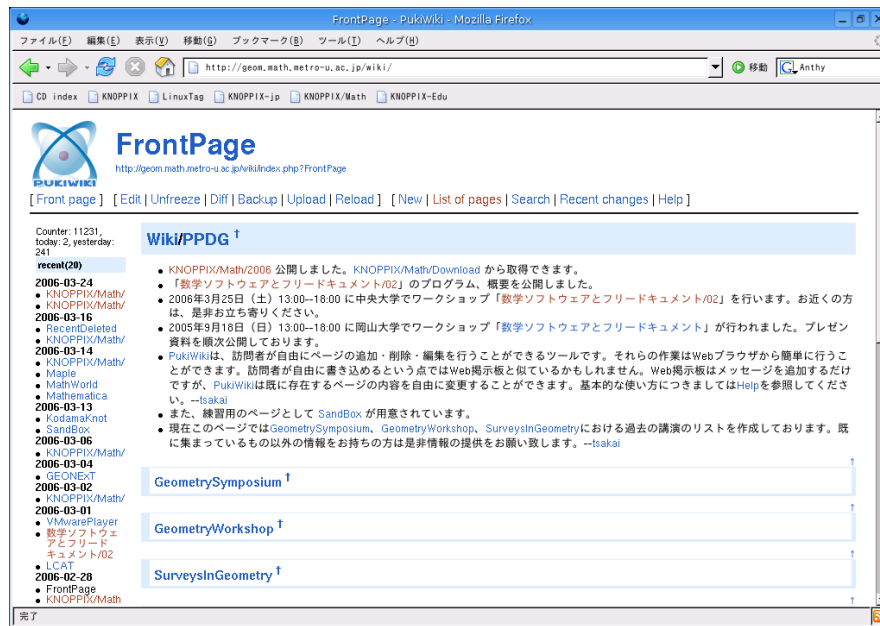 FrontPage - PukiWiki - Mozilla Firefox
ファイル(F) 編集(E) 表示(V) 移動(G) ブックマーク(B) ツール(T) ヘルプ(H)
http://geom.math.metro-u.ac.jp/wiki/ 移動 G Anthy
CD index KNOPPIX LinuxTag KNOPPIX-jp KNOPPIX/Math KNOPPIX-Edu
PUKIWIKI
FrontPage
http://geom.math.metro-u.ac.jp/wiki/index.php?FrontPage
[ Front page ] [ Edit | Unfreeze | Diff | Backup | Upload | Reload ] [ New | List of pages | Search | Recent changes | Help ]
Counter: 11231,
today: 2, yesterday:
241
recent(20)
2006-03-24
KNOPPIX/Math/
KNOPPIX/Math/
2006-03-16
RecentDeleted
KNOPPIX/Math/
2006-03-14
KNOPPIX/Math/
Maple
MathWorld
Mathematica
2006-03-13
KodamaKnot
SandBox
2006-03-06
KNOPPIX/Math/
2006-03-04
GEONExT
2006-03-02
KNOPPIX/Math/
2006-03-01
VMwarePlayer
数学ソフトウェ
アとフリード
キュメント/02
LCAT
2006-02-28
FrontPage
KNOPPIX/Math
Wiki/PPDG †
KNOPPIX/Math/2006 公開しました。KNOPPIX/Math/Download から取得できます。
「数学ソフトウェアとフリードキュメント/02」のプログラム、概要を公開しました。
2006年3月25日（土）13:00--18:00 に中央大学でワークショップ「数学ソフトウェアとフリードキュメント/02」を行います。お近くの方
は、是非お立ち寄りください。
2005年9月18日（日）13:00--18:00 に岡山大学でワークショップ「数学ソフトウェアとフリードキュメント」が行われました。プレゼン
資料を順次公開しております。
PukiWikiは、訪問者が自由にページの追加・削除・編集を行うことができるツールです。それらの作業はWebブラウザから簡単に行うこ
とができます。訪問者が自由に書き込めるという点ではWeb掲示板と似ているかもしれません。Web掲示板はメッセージを追加するだけ
ですが、PukiWikiは既に存在するページの内容を自由に変更することができます。基本的な使い方につきましてはHelpを参照してくださ
い。--tsakai
また、練習用のページとして SandBox が用意されています。
現在このページではGeometrySymposium、GeometryWorkshop、SurveysInGeometryにおける過去の講演のリストを作成しております。既
に集まっているもの以外の情報をお持ちの方は是非情報の提供をお願い致します。--tsakai
↑
GeometrySymposium †
↑
GeometryWorkshop †
↑
SurveysInGeometry †
↑
完了